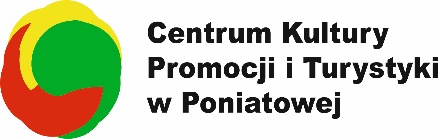 Centrum Kultury
Promocji i Turystyki
w Poniatowej